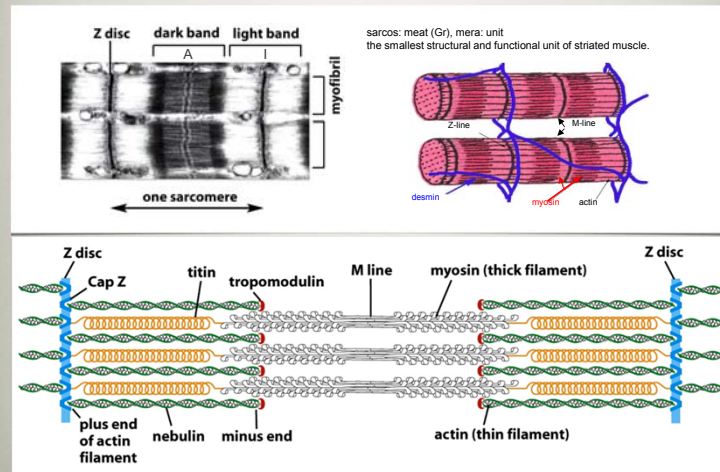 Z disc
dark band
light band
A
I
myofibril
one sarcomere
sarcos: meat (Gr), mera: unit
the smallest structural and functional unit of striated muscle.
Z-line
M-line
desmin
myosin
actin
Z disc
Z disc
Cap Z
titin
tropomodulin
M line
myosin (thick filament)
plus end
of actin
filament
nebulin
minus end
actin (thin filament)